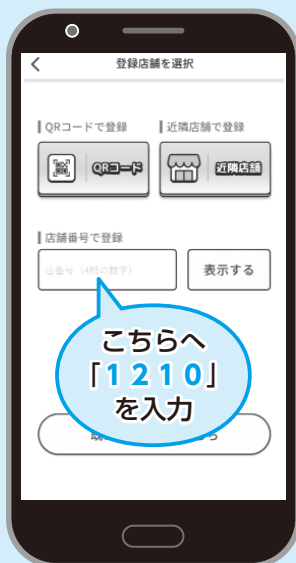 登録店舗を選択
QRコードで登録
近隣店舗で登録
QRコード
近隣店舗
店舗番号で登録
店番号（4桁の数字）
表示する
こちらへ
「1210」
を入力